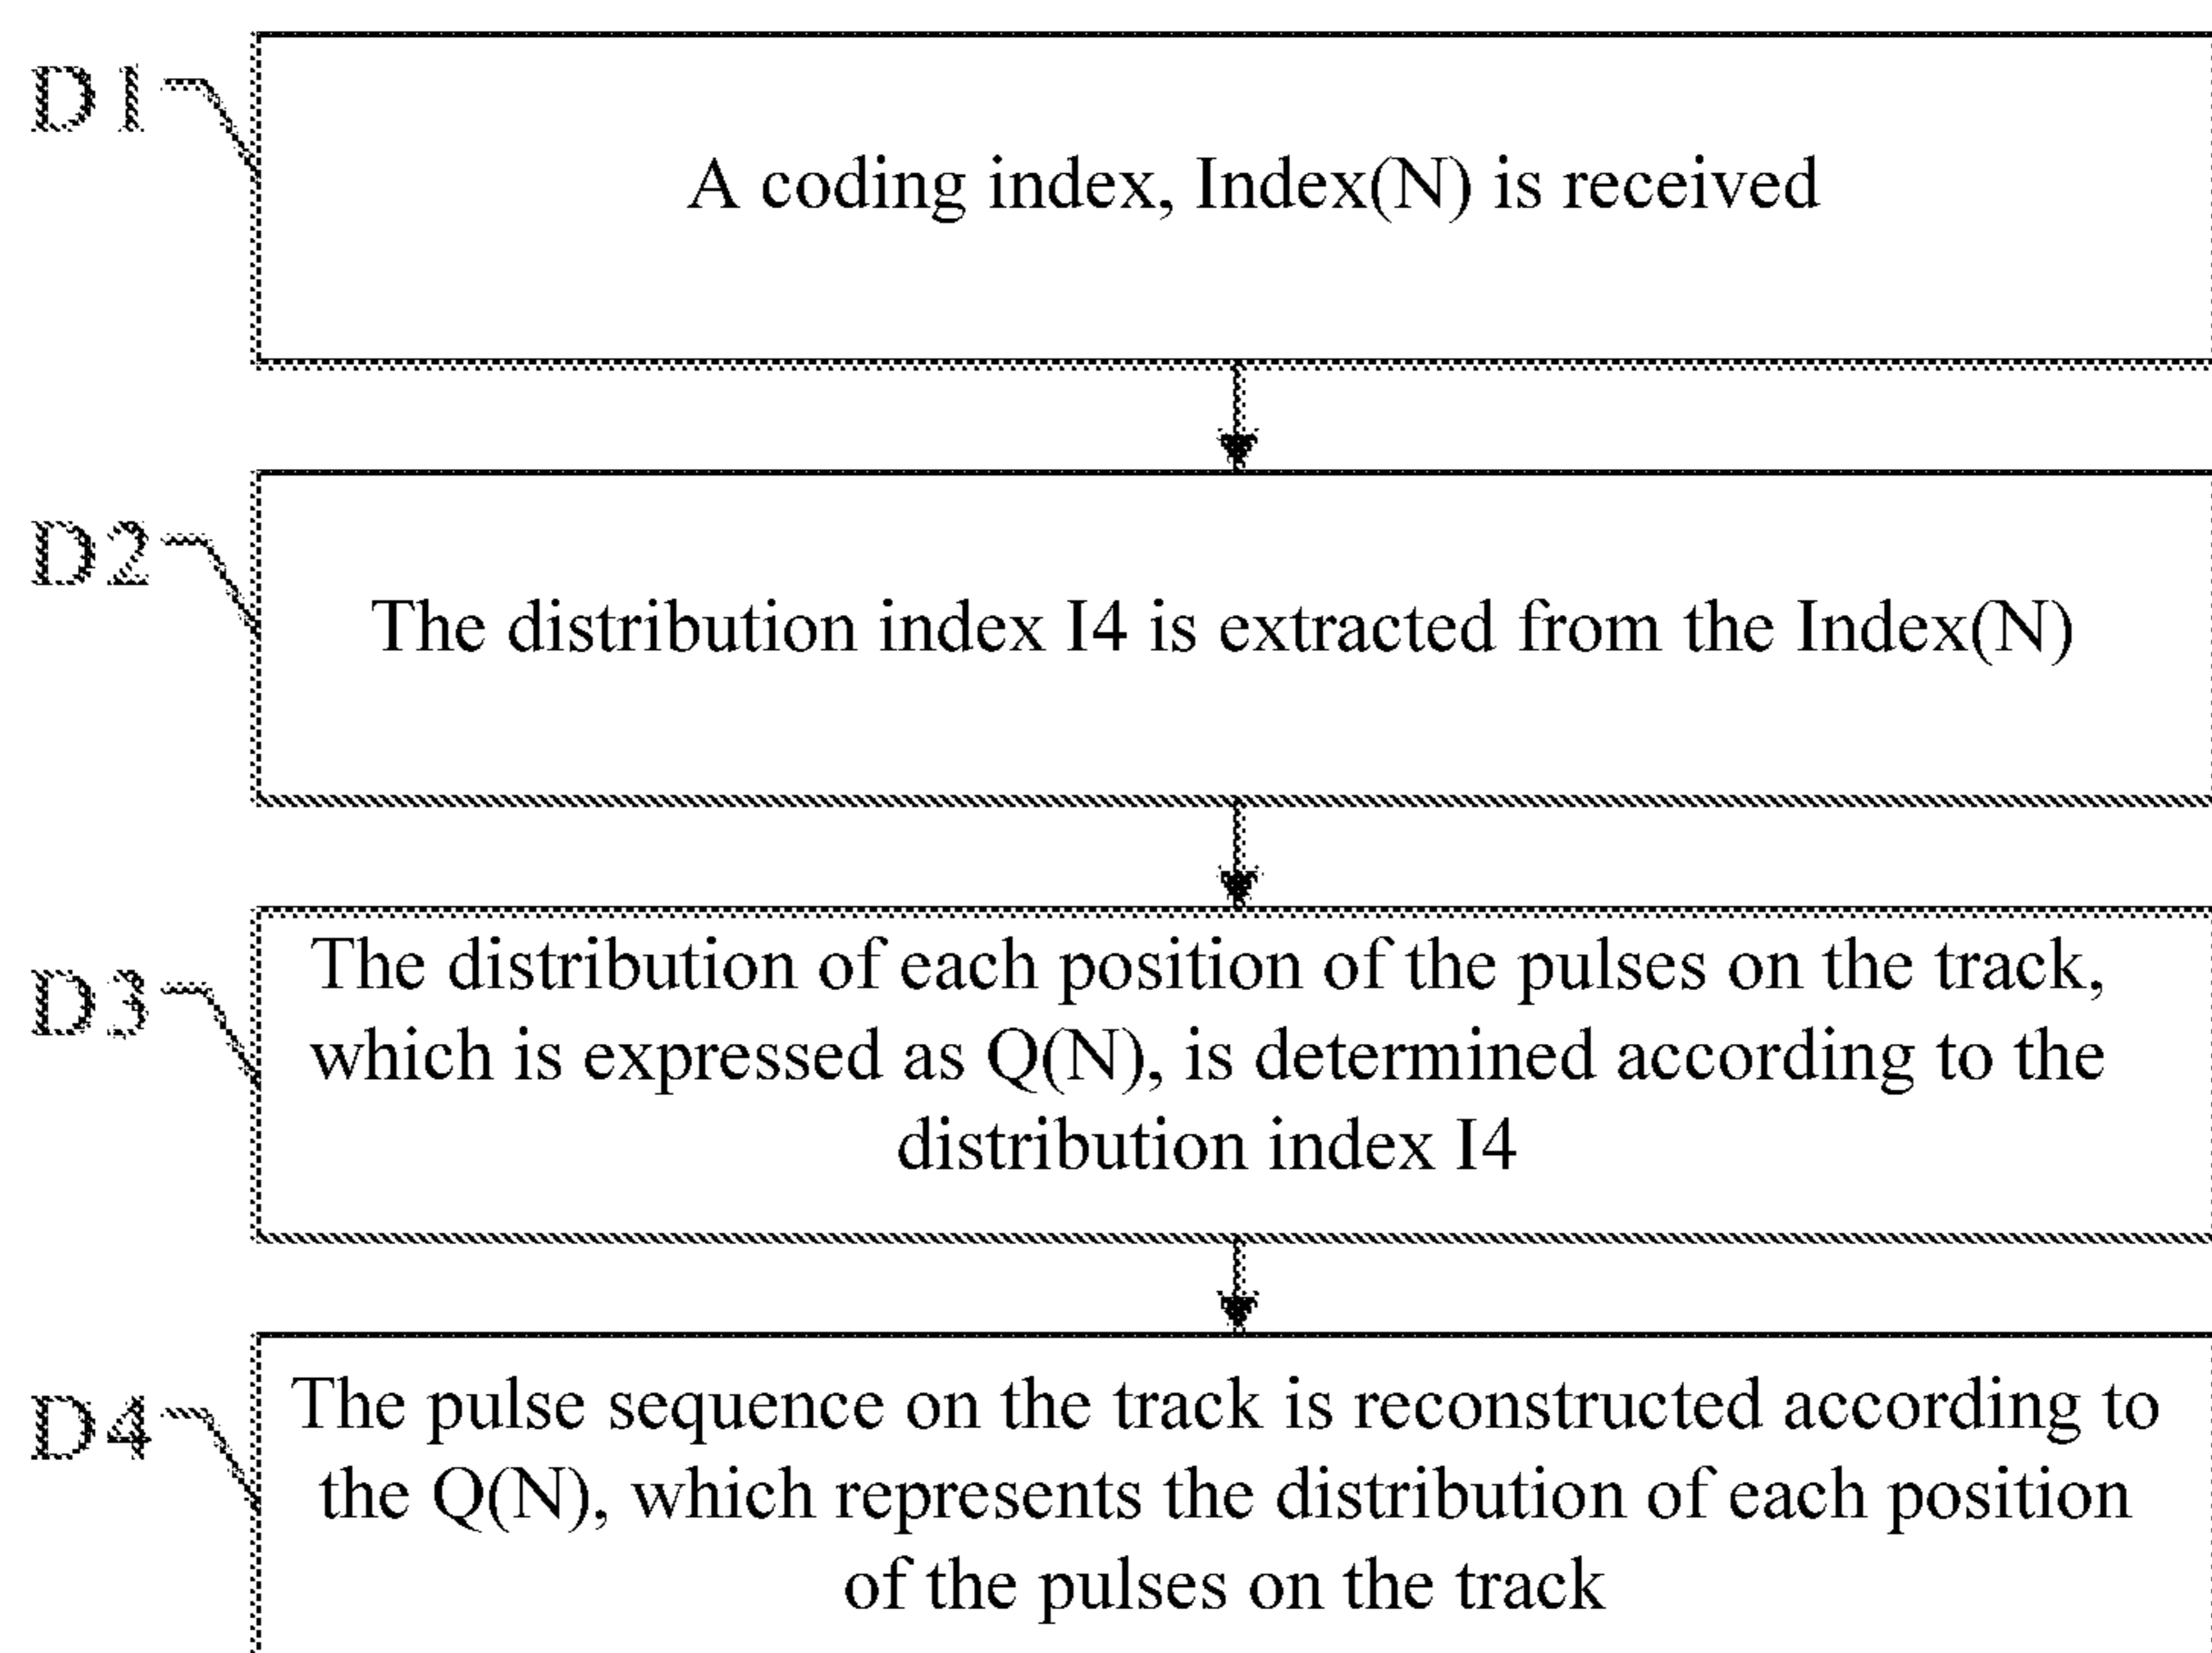 D1
A coding index, Index(N) is received
D2
The distribution index I4 is extracted from the Index(N)
D3
The distribution of each position of the pulses on the track,
which is expressed as Q(N), is determined according to the
distribution index I4
D4
The pulse sequence on the track is reconstructed according to
the Q(N), which represents the distribution of each position
of the pulses on the track